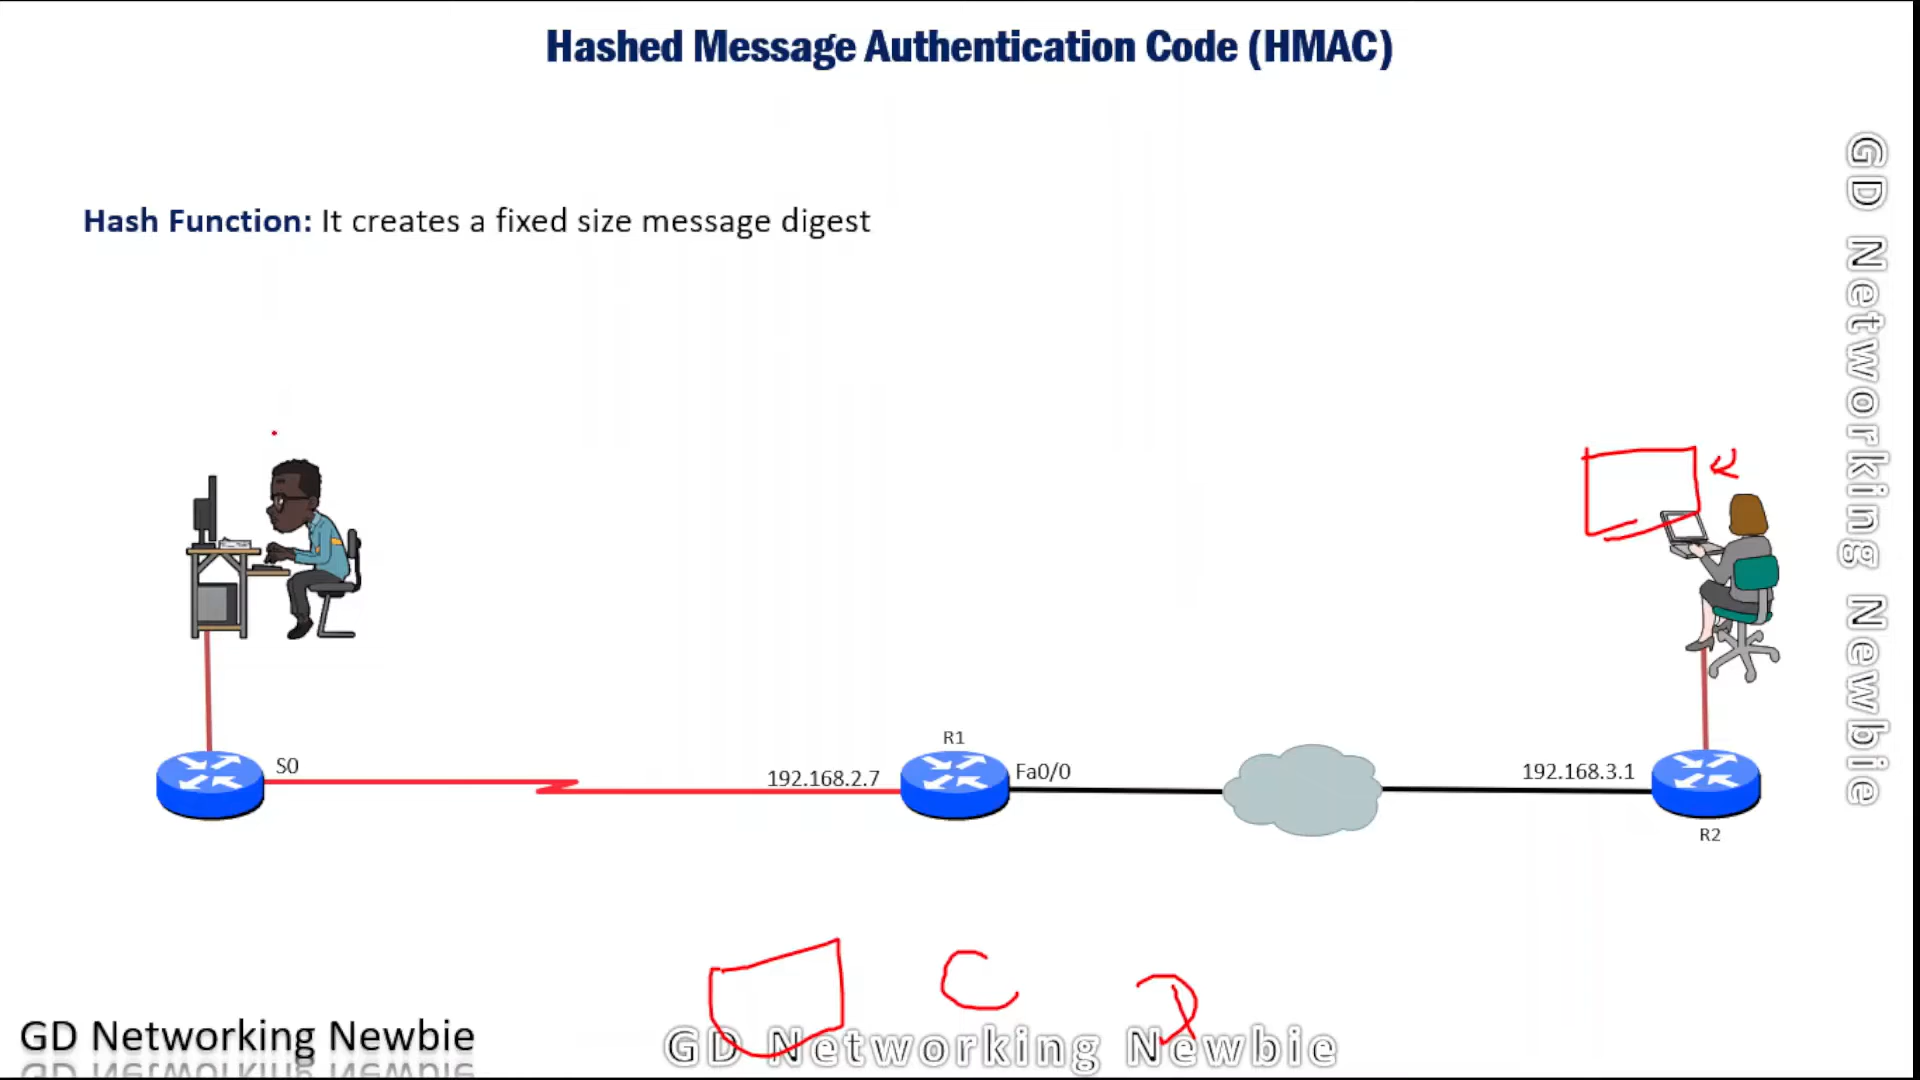 Hashed Message Authentication Code (HMAC)
Hash Function: It creates a fixed size message digest
GD Networking Newbie
R1
S0
192.168.2.7
Fa0/0
192.168.3.1
R2
C
GD Networking Newbie
GD Networking Newbie